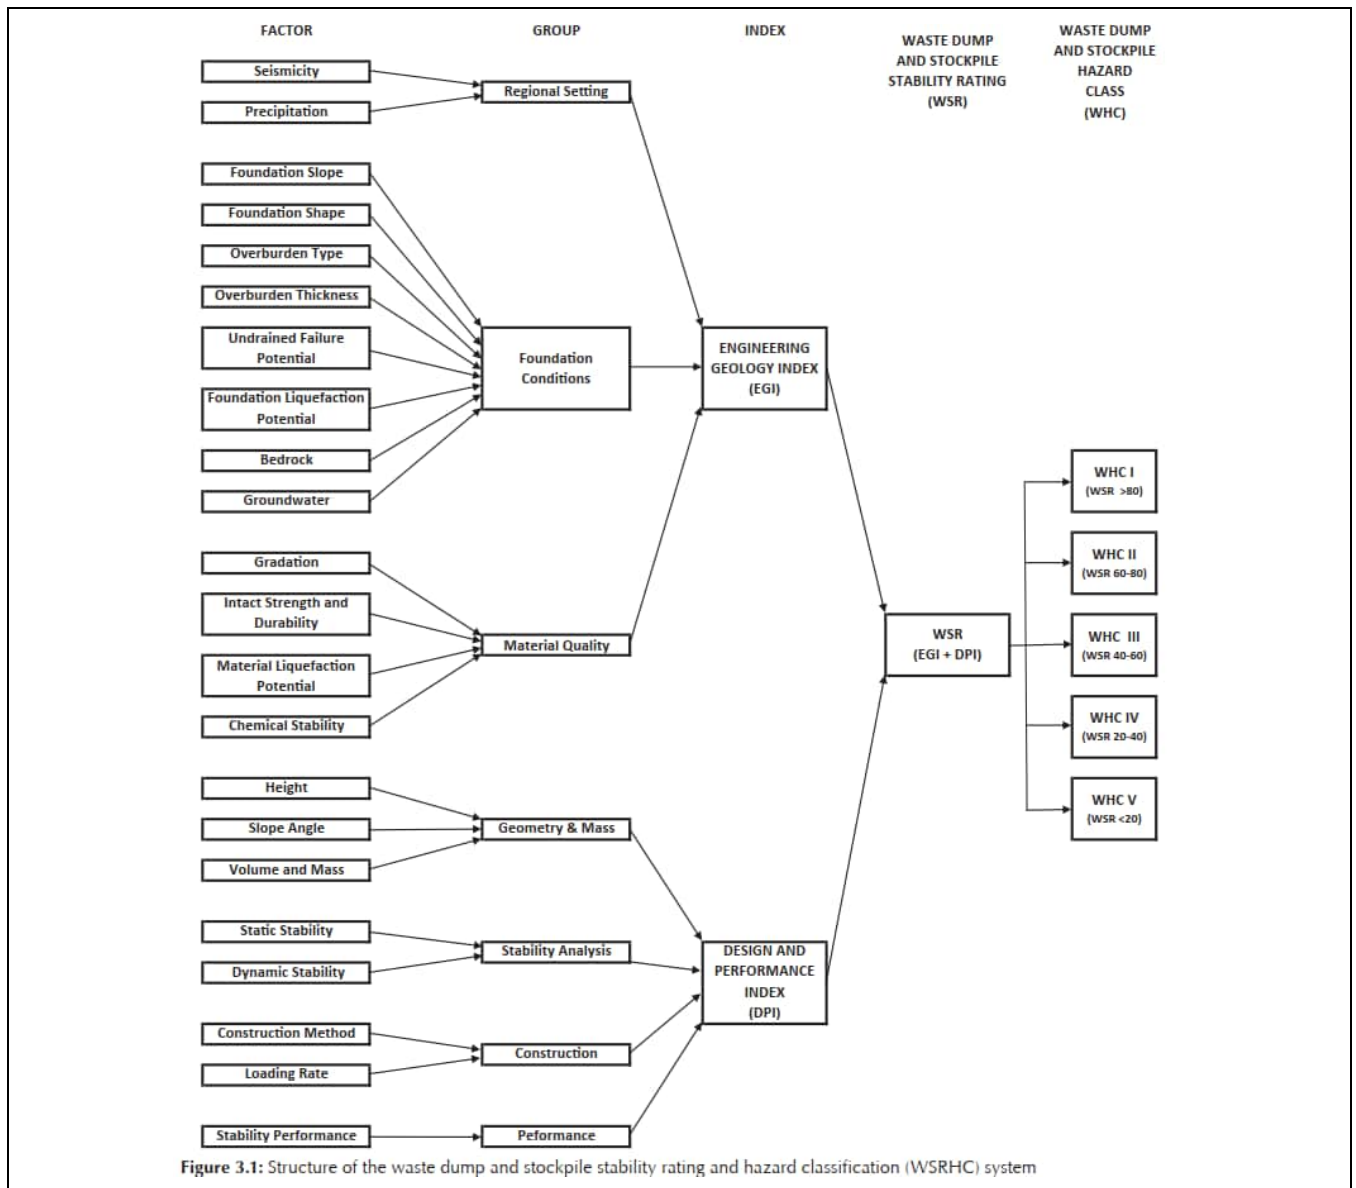 FACTOR
GROUP
INDEX
WASTE DUMP
AND STOCKPILE
STABILITY RATING
(WSR)
WASTE DUMP
AND STOCKPILE
HAZARD
CLASS
(WHC)
Seismicity
Precipitation
Regional Setting
Foundation Slope
Foundation Shape
Overburden Type
Overburden Thickness
Undrained Failure
Potential
Foundation Liquefaction
Potential
Bedrock
Groundwater
Foundation
Conditions
ENGINEERING
GEOLOGY INDEX
(EGI)
Gradation
Intact Strength and
Durability
Material Liquefaction
Potential
Chemical Stability
Material Quality
Height
Slope Angle
Volume and Mass
Geometry & Mass
Static Stability
Dynamic Stability
Stability Analysis
Construction Method
Loading Rate
Construction
Stability Performance
Peformance
DESIGN AND
PERFORMANCE
INDEX
(DPI)
WSR
(EGI + DPI)
WHC I
(WSR >80)
WHC II
(WSR 60-80)
WHC III
(WSR 40-60)
WHC IV
(WSR 20-40)
WHC V
(WSR <20)
Figure 3.1: Structure of the waste dump and stockpile stability rating and hazard classification (WSRHC) system